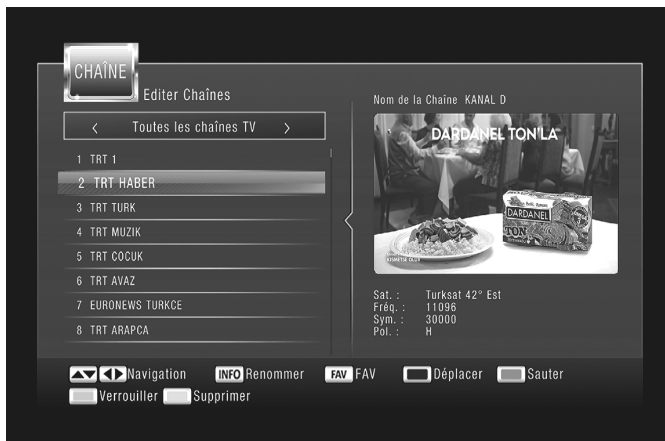 CHAÎNE
Editer Chaînes
Toutes les chaînes TV
1 TRT 1
2 TRT HABER
3 TRT TURK
4 TRT MUZIK
5 TRT COCUK
6 TRT AVAZ
7 EURONEWS TURKCE
8 TRT ARAPCA
Nom de la Chaîne KANAL D
DARDANEL TON'LA
DARDANEL
TON
Sat. : Turksat 42° Est
Fréq. : 11096
Sym. : 30000
Pol. : H
Navigation INFO Renommer FAV FAV Déplacer Sauter
Verrouiller Supprimer